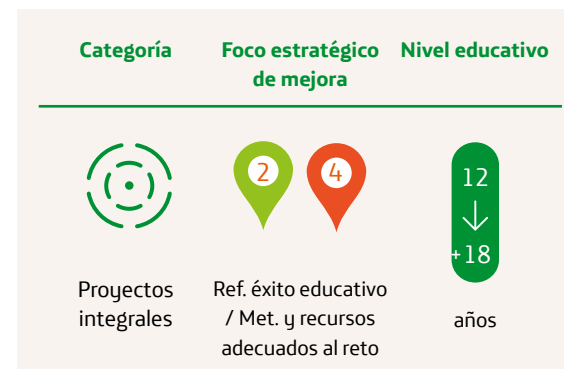 Categoría
Foco estratégico
de mejora
Nivel educativo
2
4
12
+18
Proyectos
integrales
Ref. éxito educativo
/ Met. y recursos
adecuados al reto
años